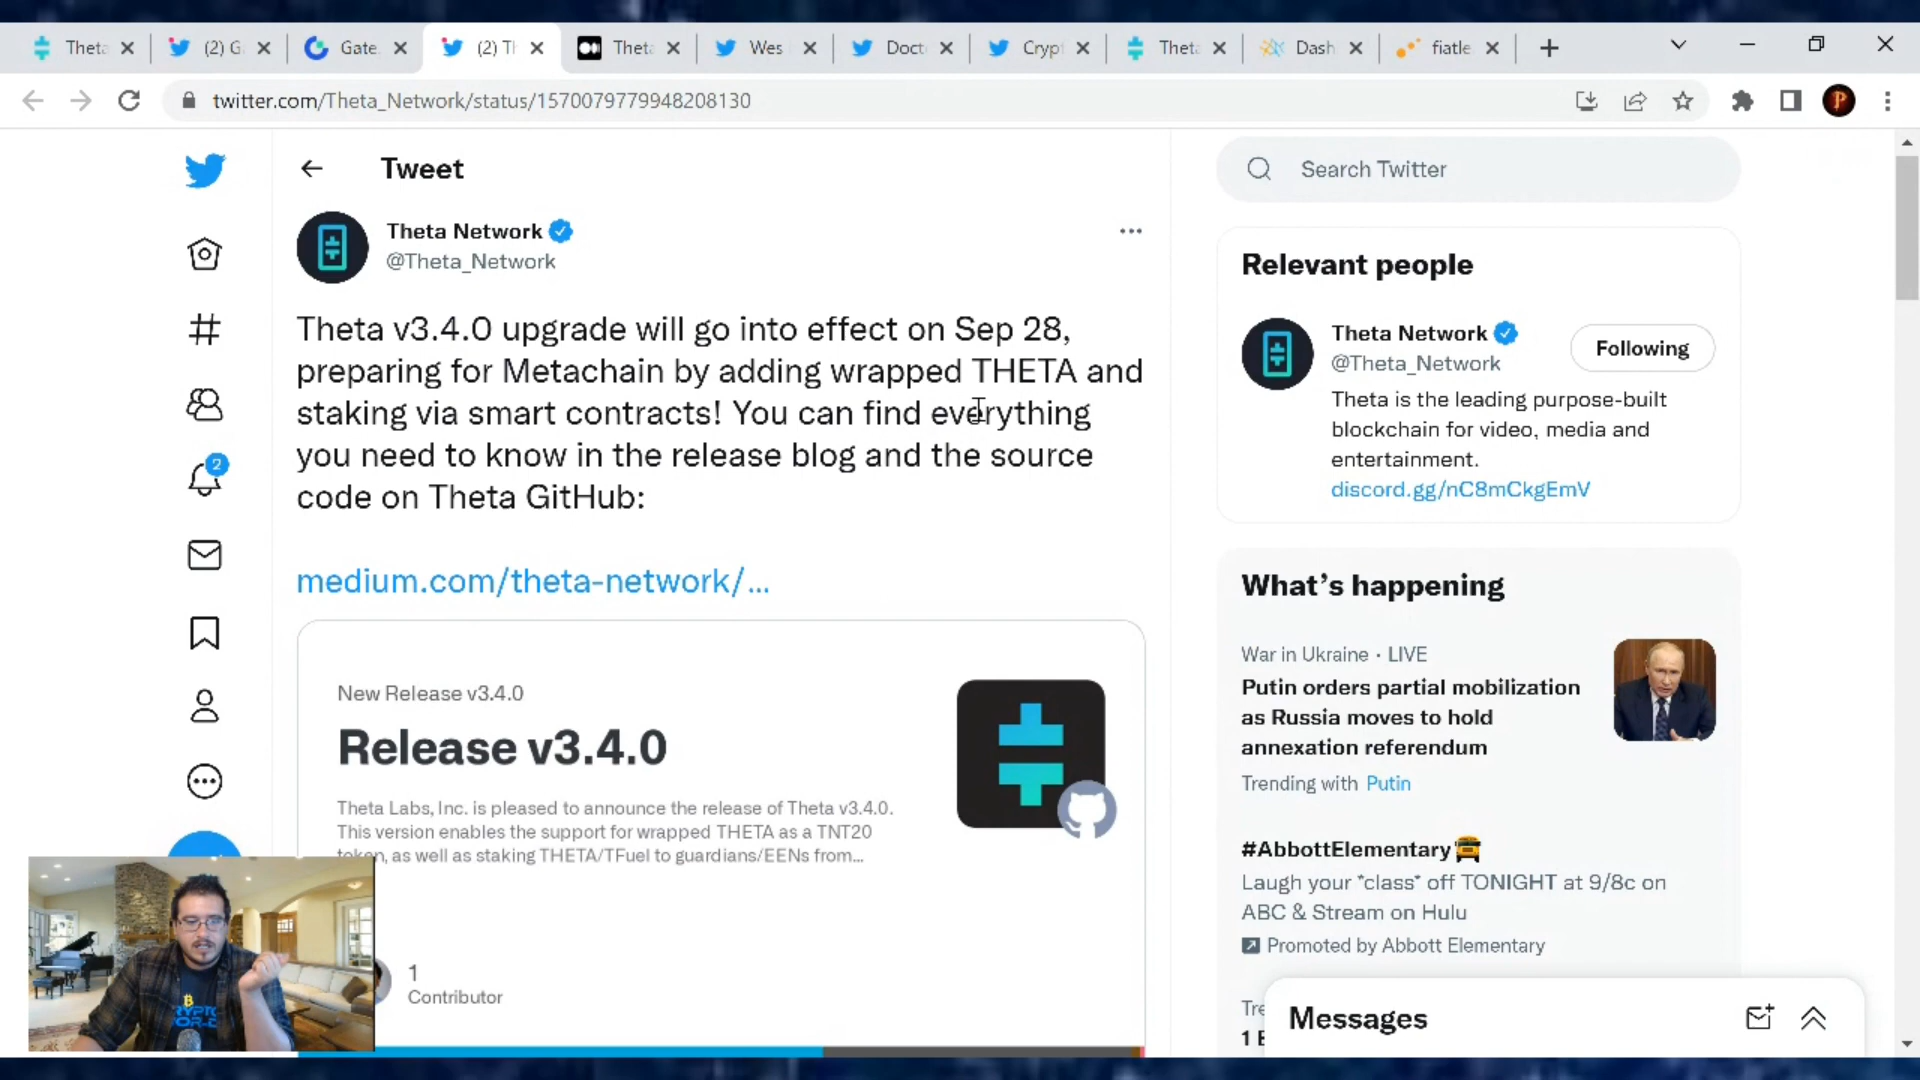 Theta
(2) G
Gate.
(2) Th
Theta
Wes
Doct
Crypt
Theta
Dash
fiatle
twitter.com/Theta_Network/status/1570079779948208130
P
Tweet
Search Twitter
Theta Network
@Theta_Network
Theta v3.4.0 upgrade will go into effect on Sep 28,
preparing for Metachain by adding wrapped THETA and
staking via smart contracts! You can find everything
you need to know in the release blog and the source
code on Theta GitHub:
medium.com/theta-network/...
New Release v3.4.0
Release v3.4.0
Theta Labs, Inc. is pleased to announce the release of Theta v3.4.0.
This version enables the support for wrapped THETA as a TNT20
token, as well as staking THETA/TFuel to guardians/EENs from...
1
Contributor
2
Relevant people
Theta Network
@Theta_Network
Following
Theta is the leading purpose-built
blockchain for video, media and
entertainment.
discord.gg/nC8mCkgEmV
What's happening
War in Ukraine · LIVE
Putin orders partial mobilization
as Russia moves to hold
annexation referendum
Trending with Putin
#AbbottElementary
Laugh your *class* off TONIGHT at 9/8c on
ABC & Stream on Hulu
Promoted by Abbott Elementary
Tre
Messages